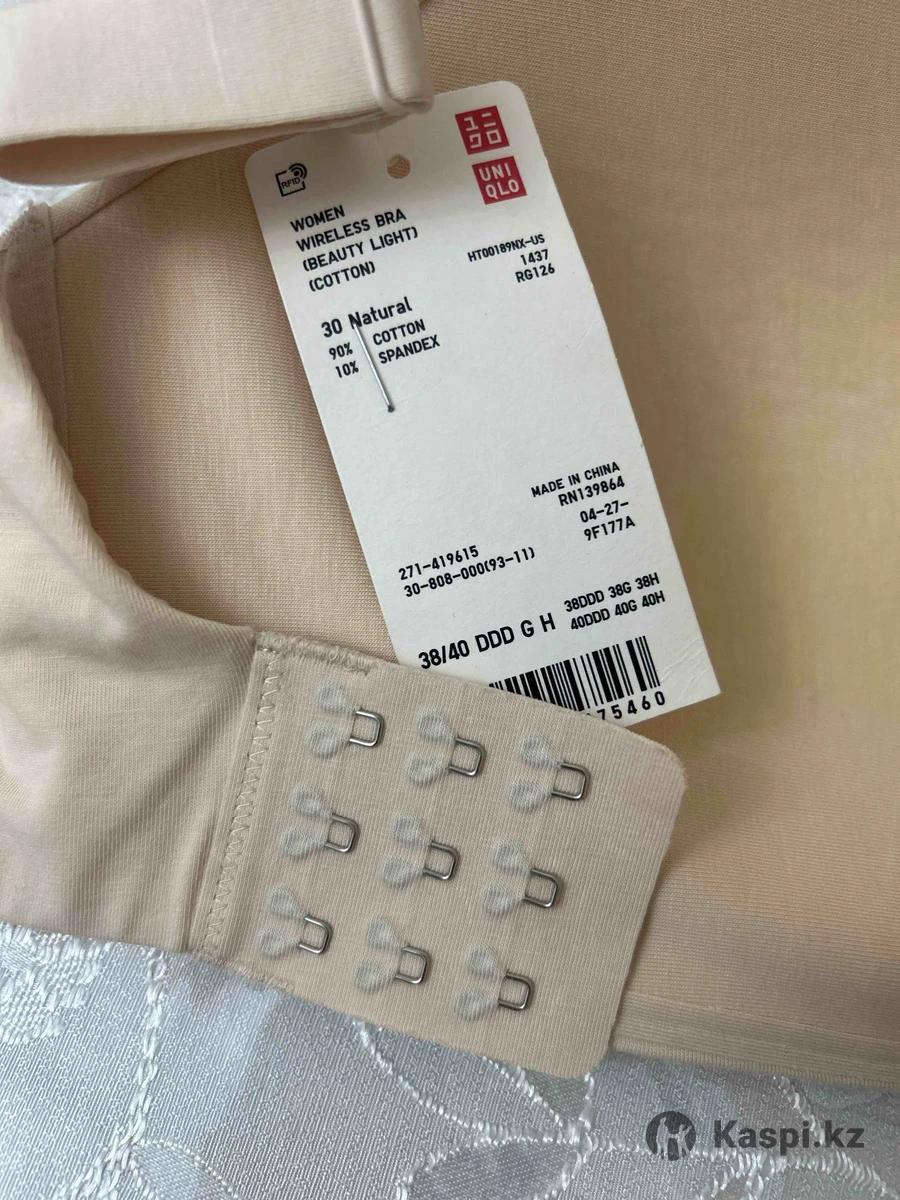 ユニ
クロ
UNI
QLO
RFID
WOMEN
WIRELESS BRA
(BEAUTY LIGHT)
(COTTON)
HT00189NX-US
1437
RG126
30 Natural
90% COTTON
10% SPANDEX
MADE IN CHINA
RN139864
04-27-
9F177A
271-419615
30-808-000(93-11)
38/40 DDD G H
38DDD 38G 38H
40DDD 40G 40H
75460
Kaspi.kz